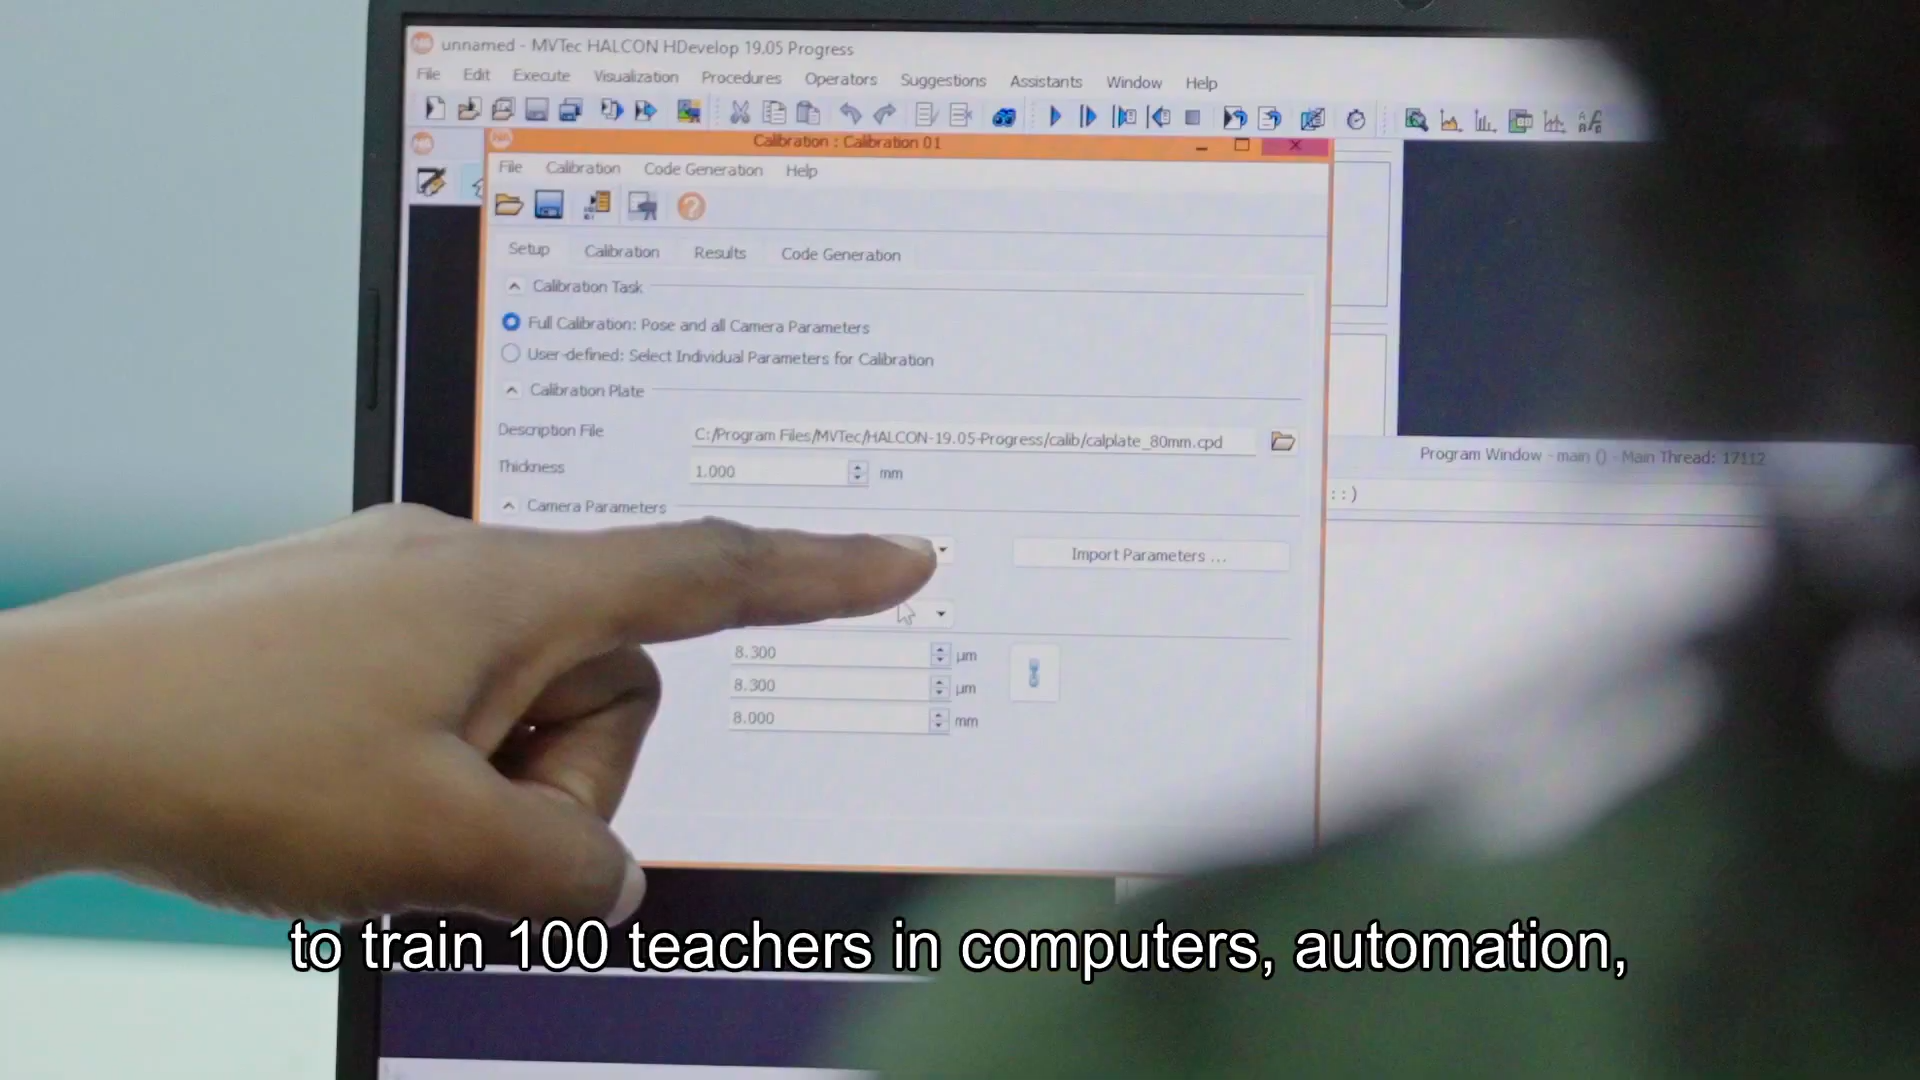 unnamed - MVTec HALCON HDevelop 19.05 Progress
File Edit Execute Visualization Procedures Operators Suggestions Assistants Window Help
Calibration : Calibration 01
File Calibration Code Generation Help
Setup Calibration Results Code Generation
Calibration Task
Full Calibration: Pose and all Camera Parameters
User-defined: Select Individual Parameters for Calibration
Calibration Plate
Description File C:/Program Files/MVTec/HALCON-19.05-Progress/calib/calplate_80mm.cpd
Thickness 1.000 mm
Camera Parameters
Import Parameters ...
8.300 µm
8.300 µm
8.000 mm
Program Window - main () - Main Thread: 17112
: : )
to train 100 teachers in computers, automation,